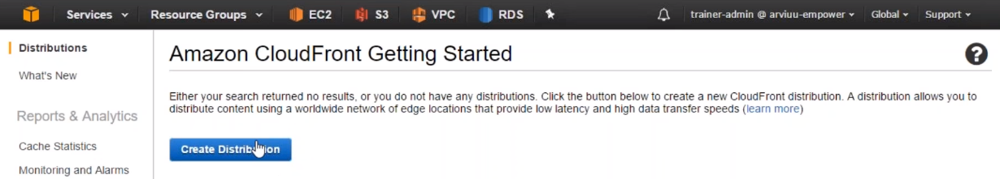 Services Resource Groups EC2 S3 VPC RDS trainer-admin @ arviuu-empower Global Support
Distributions
What's New
Reports & Analytics
Cache Statistics
Monitoring and Alarms
Amazon CloudFront Getting Started
?
Either your search returned no results, or you do not have any distributions. Click the button below to create a new CloudFront distribution. A distribution allows you to
distribute content using a worldwide network of edge locations that provide low latency and high data transfer speeds (learn more)
Create Distribution